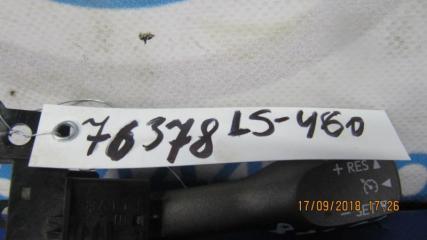 76378 LS-460
+ RES
- SET
17/09/2018 17:26